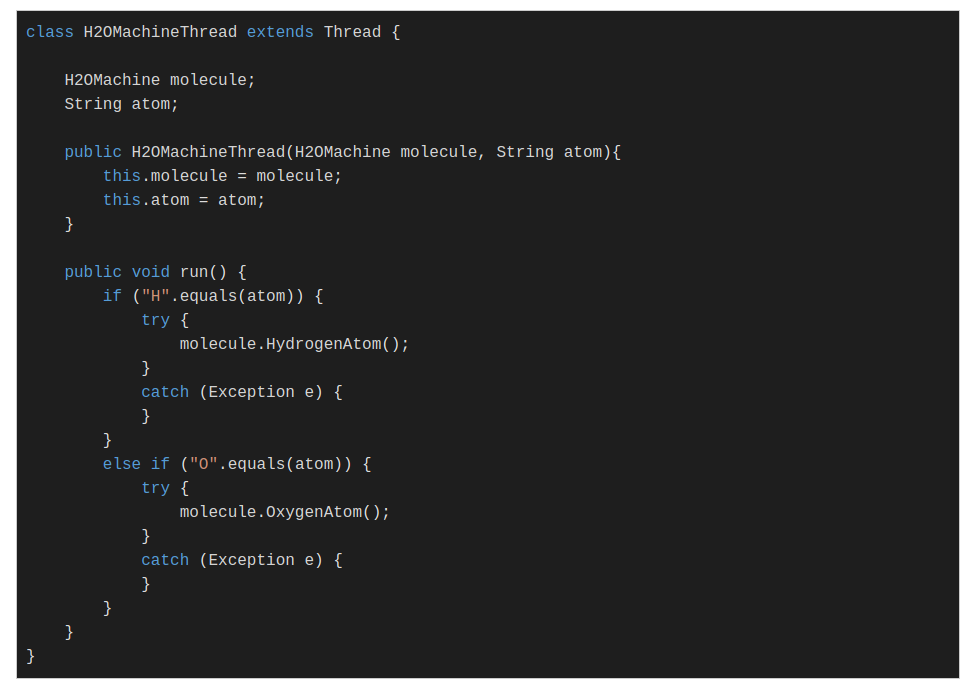 class H2OMachineThread extends Thread {
H2OMachine molecule;
String atom;
public H2OMachineThread(H2OMachine molecule, String atom){
this.molecule = molecule;
this.atom = atom;
}
public void run() {
if ("H".equals(atom)) {
try {
molecule.HydrogenAtom();
}
catch (Exception e) {
}
}
else if ("O".equals(atom)) {
try {
molecule.OxygenAtom();
}
catch (Exception e) {
}
}
}
}